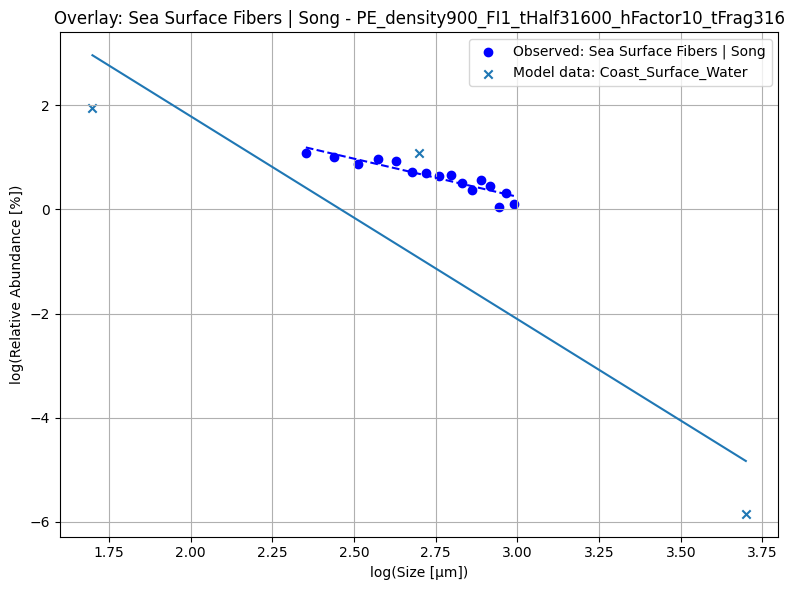 Overlay: Sea Surface Fibers | Song - PE_density900_FI1_tHalf31600_hFactor10_tFrag316
Observed: Sea Surface Fibers | Song
Model data: Coast_Surface_Water
log(Relative Abundance [%])
2
0
−2
−4
−6
1.75 2.00 2.25 2.50 2.75 3.00 3.25 3.50 3.75
log(Size [µm])